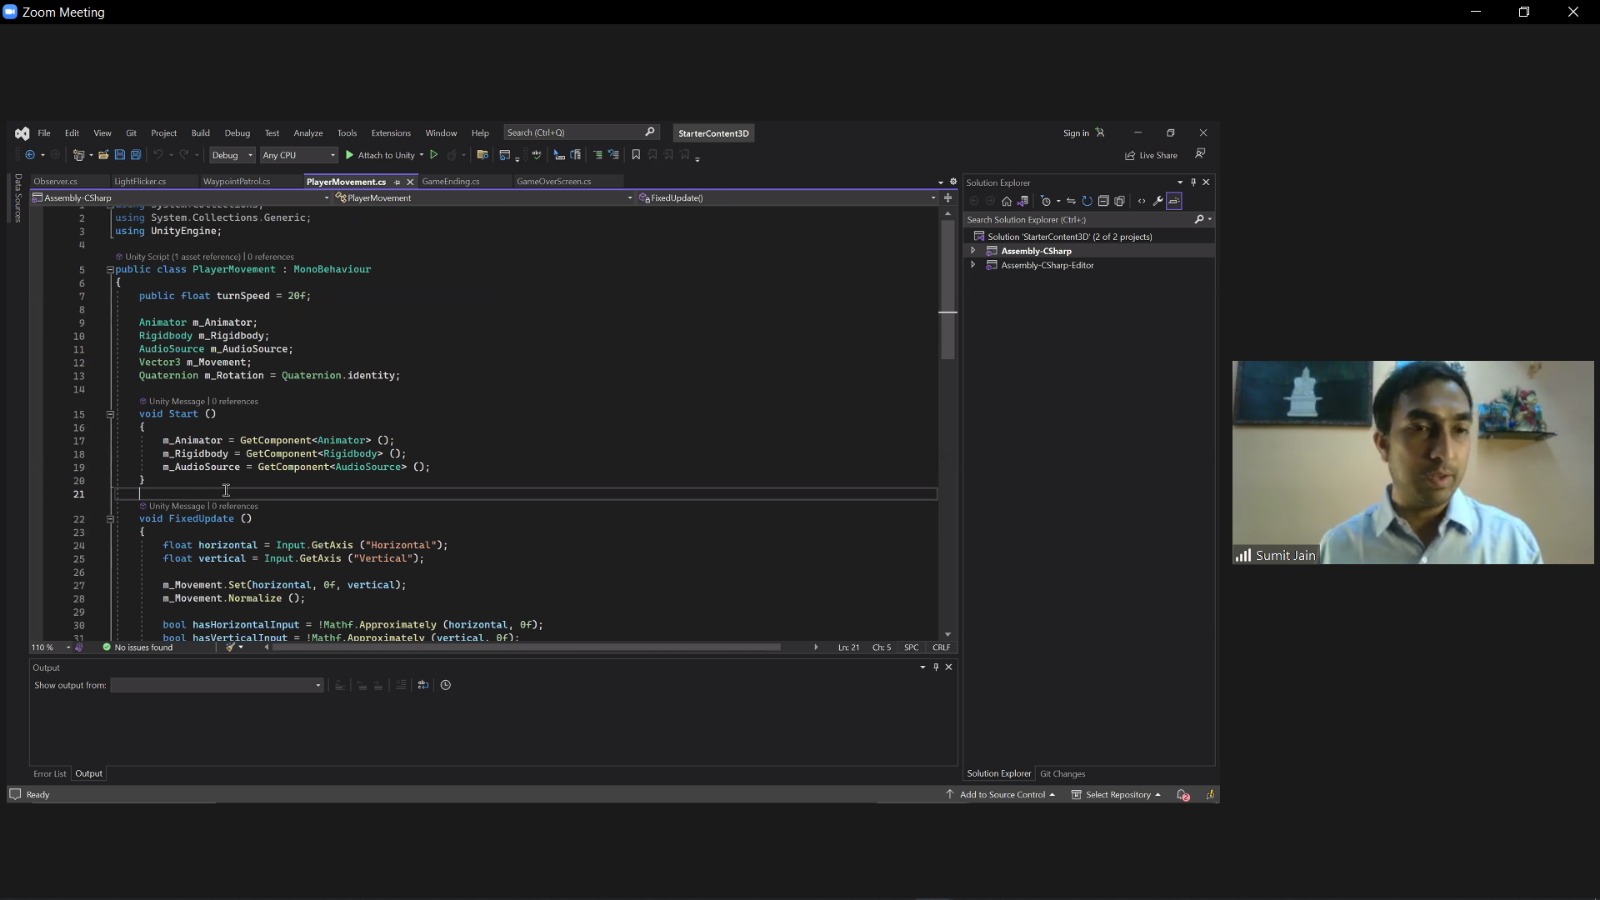 Zoom Meeting
File Edit View Git Project Build Debug Test Analyze Tools Extensions Window Help Search (Ctrl+Q) StarterContent3D Sign in
Debug Any CPU Attach to Unity Live Share
Data Sources
Observer.cs LightFlicker.cs WaypointPatrol.cs PlayerMovement.cs GameEnding.cs GameOverScreen.cs
Assembly-CSharp PlayerMovement FixedUpdate()
1 using System.Collections;
2 using System.Collections.Generic;
3 using UnityEngine;
4
Unity Script (1 asset reference) | 0 references
5 public class PlayerMovement : MonoBehaviour
6 {
7 public float turnSpeed = 20f;
8
9 Animator m_Animator;
10 Rigidbody m_Rigidbody;
11 AudioSource m_AudioSource;
12 Vector3 m_Movement;
13 Quaternion m_Rotation = Quaternion.identity;
14
Unity Message | 0 references
15 void Start ()
16 {
17 m_Animator = GetComponent<Animator> ();
18 m_Rigidbody = GetComponent<Rigidbody> ();
19 m_AudioSource = GetComponent<AudioSource> ();
20 }
21
Unity Message | 0 references
22 void FixedUpdate ()
23 {
24 float horizontal = Input.GetAxis ("Horizontal");
25 float vertical = Input.GetAxis ("Vertical");
26
27 m_Movement.Set(horizontal, 0f, vertical);
28 m_Movement.Normalize ();
29
30 bool hasHorizontalInput = !Mathf.Approximately (horizontal, 0f);
31 bool hasVerticalInput = !Mathf.Approximately (vertical, 0f);
110 % No issues found Ln: 21 Ch: 5 SPC CRLF
Output
Show output from:
Error List Output
Solution Explorer
Search Solution Explorer (Ctrl+;)
Solution 'StarterContent3D' (2 of 2 projects)
Assembly-CSharp
Assembly-CSharp-Editor
Solution Explorer Git Changes
Ready Add to Source Control Select Repository 2
Sumit Jain